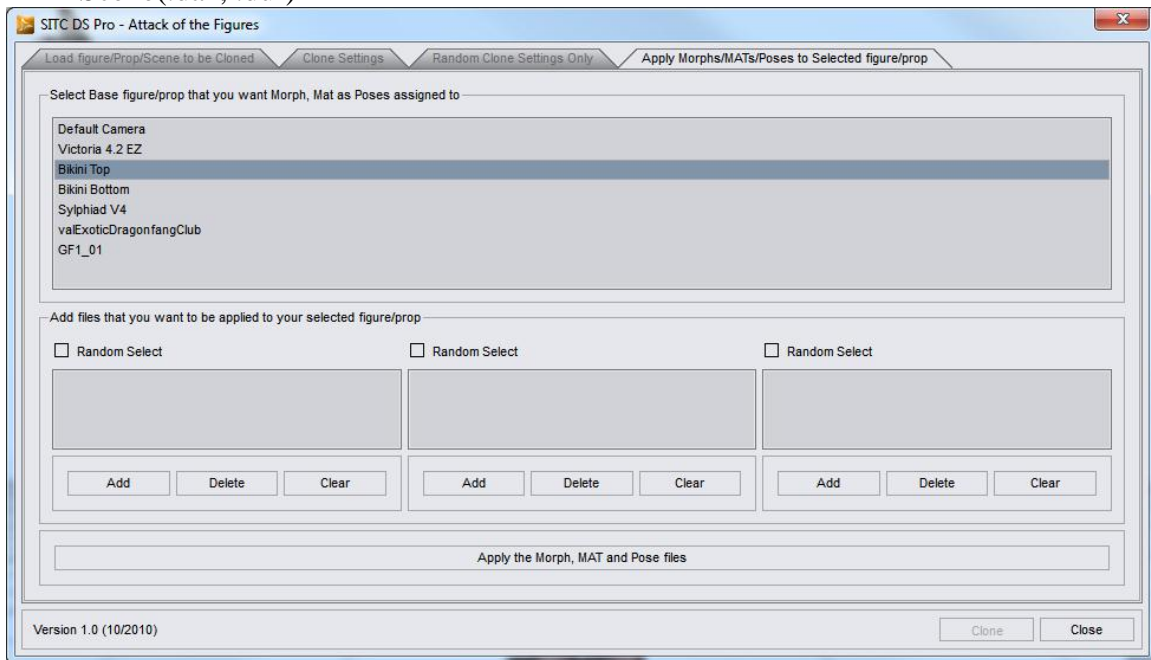 SITC DS Pro - Attack of the Figures
Load figure/Prop/Scene to be Cloned Clone Settings Random Clone Settings Only Apply Morphs/MATs/Poses to Selected figure/prop
Select Base figure/prop that you want Morph, Mat as Poses assigned to
Default Camera
Victoria 4.2 EZ
Bikini Top
Bikini Bottom
Sylphiad V4
valExoticDragonfangClub
GF1_01
Add files that you want to be applied to your selected figure/prop
Random Select Random Select Random Select
Add Delete Clear Add Delete Clear Add Delete Clear
Apply the Morph, MAT and Pose files
Version 1.0 (10/2010) Clone Close